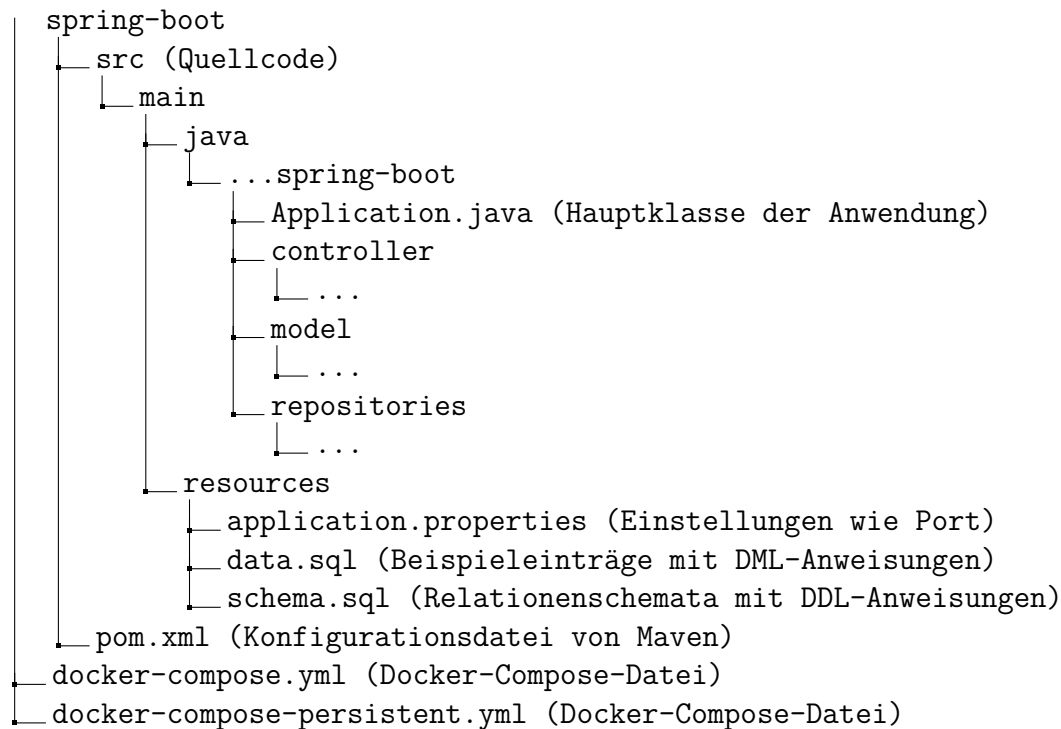 spring-boot
src (Quellcode)
main
java
...spring-boot
Application.java (Hauptklasse der Anwendung)
controller
...
model
...
repositories
...
resources
application.properties (Einstellungen wie Port)
data.sql (Beispieleinträge mit DML-Anweisungen)
schema.sql (Relationenschemata mit DDL-Anweisungen)
pom.xml (Konfigurationsdatei von Maven)
docker-compose.yml (Docker-Compose-Datei)
docker-compose-persistent.yml (Docker-Compose-Datei)